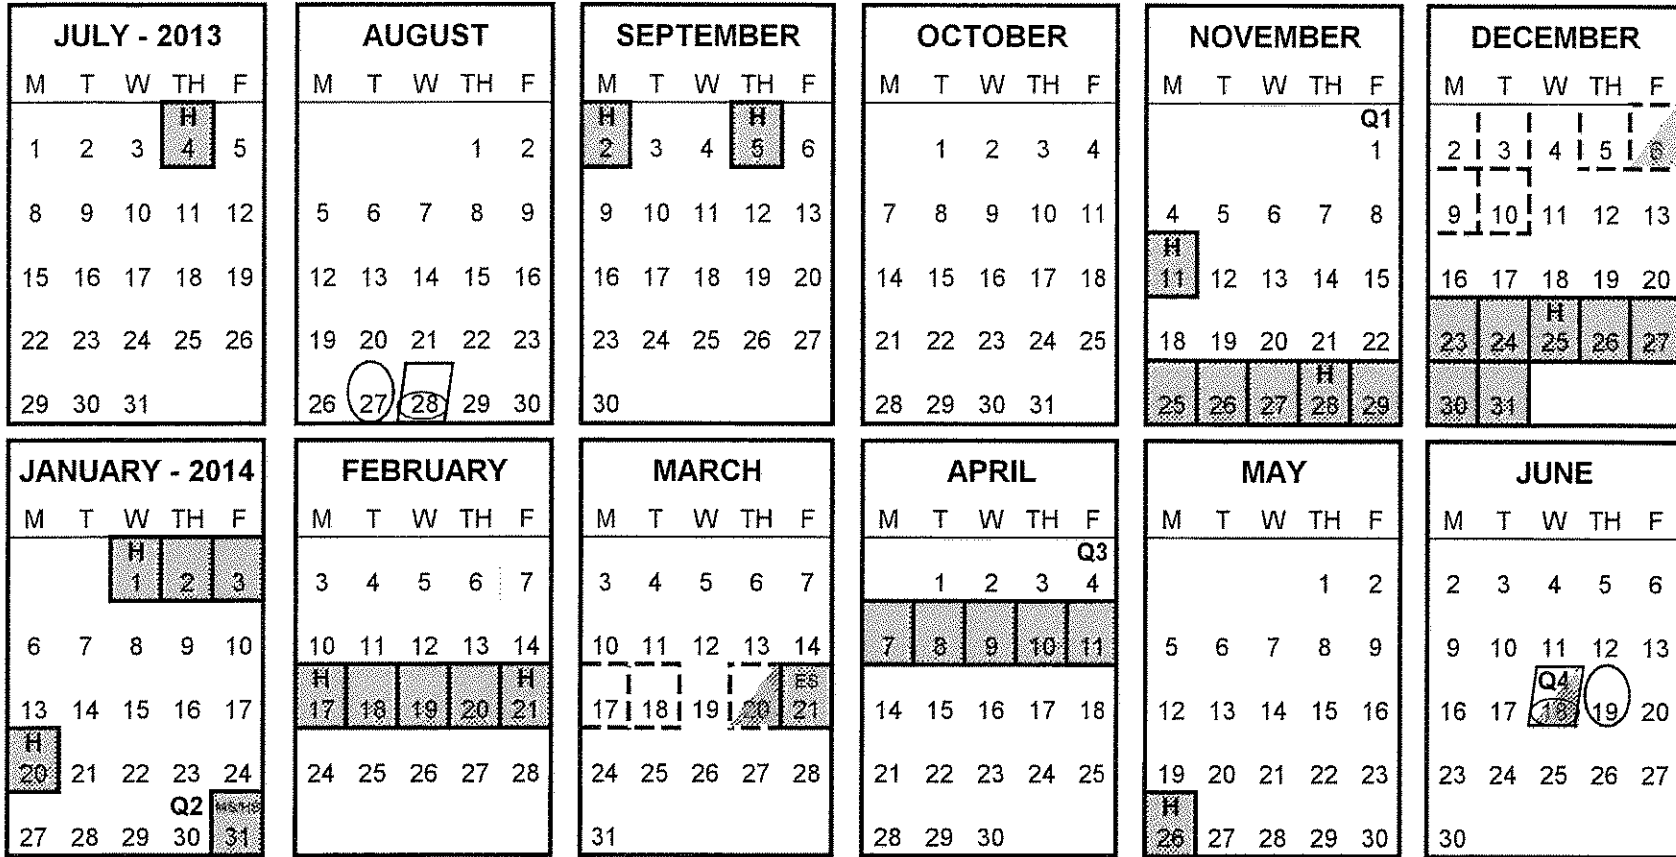 JULY - 2013
M T W TH F
H
1 2 3 4 5
8 9 10 11 12
15 16 17 18 19
22 23 24 25 26
29 30 31
AUGUST
M T W TH F
1 2
5 6 7 8 9
12 13 14 15 16
19 20 21 22 23
26 27 28 29 30
SEPTEMBER
M T W TH F
H H
2 3 4 5 6
9 10 11 12 13
16 17 18 19 20
23 24 25 26 27
30
OCTOBER
M T W TH F
1 2 3 4
7 8 9 10 11
14 15 16 17 18
21 22 23 24 25
28 29 30 31
NOVEMBER
M T W TH F
Q1
1
4 5 6 7 8
H
11 12 13 14 15
18 19 20 21 22
H
25 26 27 28 29
DECEMBER
M T W TH F
2 3 4 5 6
9 10 11 12 13
16 17 18 19 20
H
23 24 25 26 27
30 31
JANUARY - 2014
M T W TH F
H
1 2 3
6 7 8 9 10
13 14 15 16 17
H
20 21 22 23 24
Q2 MS/HS
27 28 29 30 31
FEBRUARY
M T W TH F
3 4 5 6 7
10 11 12 13 14
H H
17 18 19 20 21
24 25 26 27 28
MARCH
M T W TH F
3 4 5 6 7
10 11 12 13 14
ES
17 18 19 20 21
24 25 26 27 28
31
APRIL
M T W TH F
Q3
1 2 3 4
7 8 9 10 11
14 15 16 17 18
21 22 23 24 25
28 29 30
MAY
M T W TH F
1 2
5 6 7 8 9
12 13 14 15 16
19 20 21 22 23
H
26 27 28 29 30
JUNE
M T W TH F
2 3 4 5 6
9 10 11 12 13
Q4
16 17 18 19 20
23 24 25 26 27
30